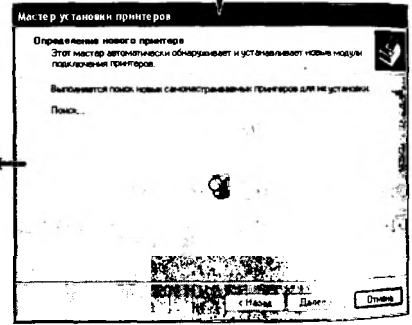 Мастер установки принтеров
Определение нового принтера
Этот мастер автоматически обнаруживает и устанавливает новые модули
подключения принтеров.
Выполняется поиск новых самонастраиваемых принтеров для их установки.
Поиск...
< Назад Далее Отмена